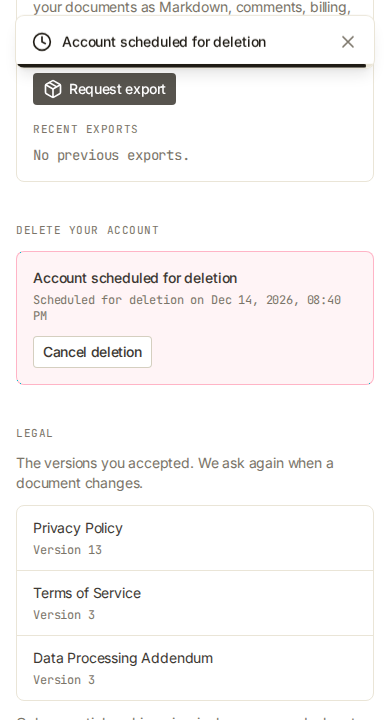 your documents as Markdown, comments, billing,
Account scheduled for deletion
Request export
RECENT EXPORTS
No previous exports.
DELETE YOUR ACCOUNT
Account scheduled for deletion
Scheduled for deletion on Dec 14, 2026, 08:40
PM
Cancel deletion
LEGAL
The versions you accepted. We ask again when a
document changes.
Privacy Policy
Version 13
Terms of Service
Version 3
Data Processing Addendum
Version 3